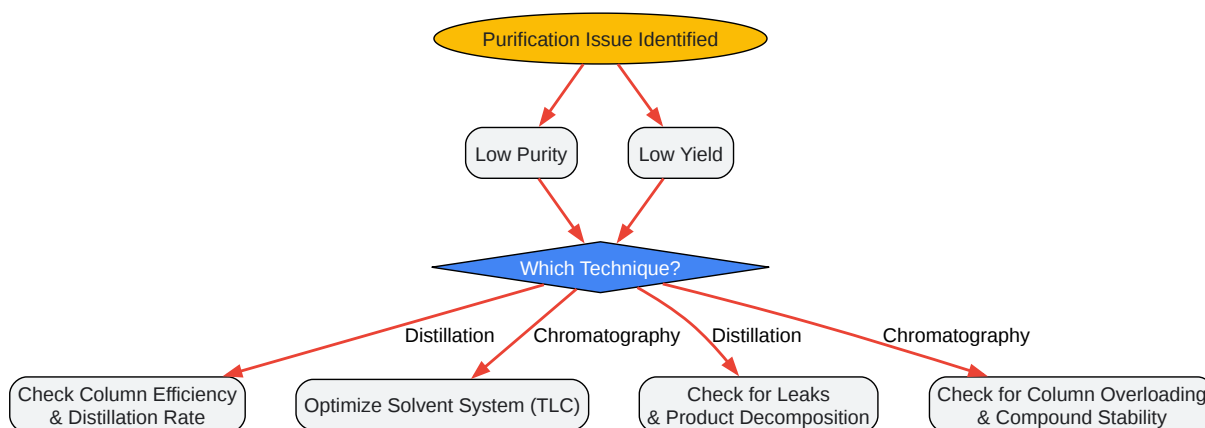 Purification Issue Identified
Low Purity
Low Yield
Which Technique?
Distillation
Chromatography
Distillation
Chromatography
Check Column Efficiency
& Distillation Rate
Optimize Solvent System (TLC)
Check for Leaks
& Product Decomposition
Check for Column Overloading
& Compound Stability